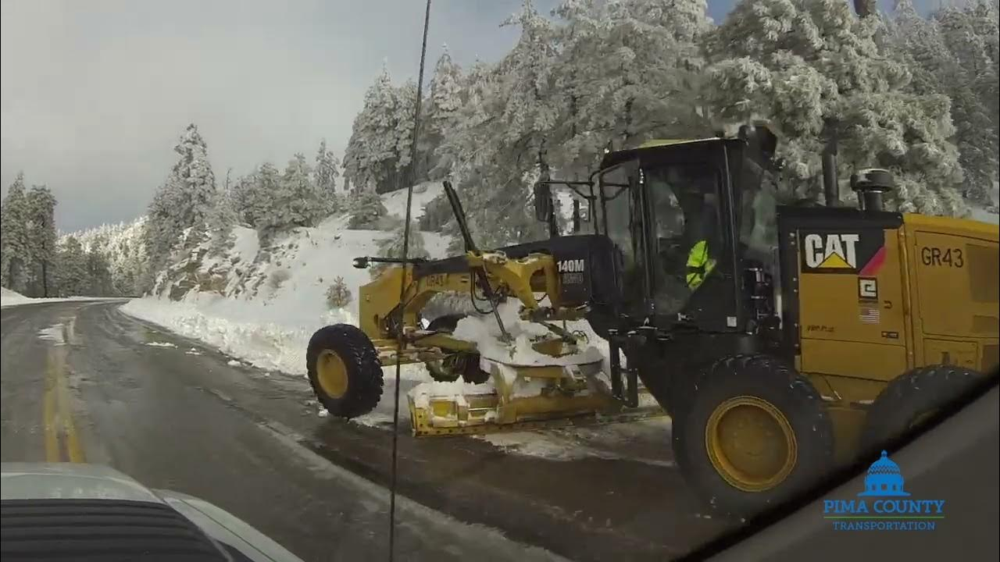 140M
CAT
GR43
GR43
PIMA COUNTY
TRANSPORTATION